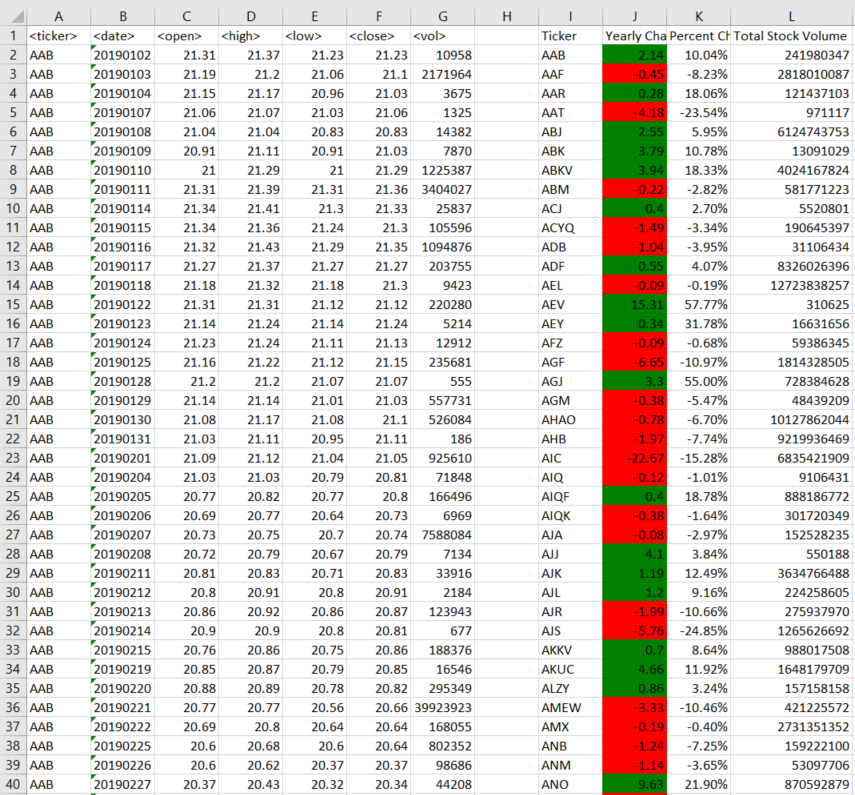 A B C D E F G H I J K L
1 <ticker> <date> <open> <high> <low> <close> <vol> Ticker Yearly Cha Percent Ch Total Stock Volume
2 AAB 20190102 21.31 21.37 21.23 21.23 10958 AAB 2.14 10.04% 241980347
3 AAB 20190103 21.19 21.2 21.06 21.1 2171964 AAF -0.45 -8.23% 2818010087
4 AAB 20190104 21.15 21.17 20.96 21.03 3675 AAR 0.28 18.06% 121437103
5 AAB 20190107 21.06 21.07 21.03 21.06 1325 AAT -4.18 -23.54% 971117
6 AAB 20190108 21.04 21.04 20.83 20.83 14382 ABJ 2.55 5.95% 6124743753
7 AAB 20190109 20.91 21.11 20.91 21.03 7870 ABK 3.79 10.78% 13091029
8 AAB 20190110 21 21.29 21 21.29 1225387 ABKV 3.94 18.33% 4024167824
9 AAB 20190111 21.31 21.39 21.31 21.36 3404027 ABM -0.22 -2.82% 581771223
10 AAB 20190114 21.34 21.41 21.3 21.33 25837 ACJ 0.4 2.70% 5520801
11 AAB 20190115 21.34 21.36 21.24 21.3 105596 ACYQ -1.49 -3.34% 190645397
12 AAB 20190116 21.32 21.43 21.29 21.35 1094876 ADB -1.04 -3.95% 31106434
13 AAB 20190117 21.27 21.37 21.27 21.27 203755 ADF 0.55 4.07% 8326026396
14 AAB 20190118 21.18 21.32 21.18 21.3 9423 AEL -0.09 -0.19% 12723838257
15 AAB 20190122 21.31 21.31 21.12 21.12 220280 AEV 15.31 57.77% 310625
16 AAB 20190123 21.14 21.24 21.14 21.24 5214 AEY 0.34 31.78% 16631656
17 AAB 20190124 21.23 21.24 21.11 21.13 12912 AFZ -0.09 -0.68% 59386345
18 AAB 20190125 21.16 21.22 21.12 21.15 235681 AGF -6.65 -10.97% 1814328505
19 AAB 20190128 21.2 21.2 21.07 21.07 555 AGJ 3.3 55.00% 728384628
20 AAB 20190129 21.14 21.14 21.01 21.03 557731 AGM -0.38 -5.47% 48439209
21 AAB 20190130 21.08 21.17 21.08 21.1 526084 AHAO -0.78 -6.70% 10127862044
22 AAB 20190131 21.03 21.11 20.95 21.11 186 AHB -1.97 -7.74% 9219936469
23 AAB 20190201 21.09 21.12 21.04 21.05 925610 AIC -22.67 -15.28% 6835421909
24 AAB 20190204 21.03 21.03 20.79 20.81 71848 AIQ -0.12 -1.01% 9106431
25 AAB 20190205 20.77 20.82 20.77 20.8 166496 AIQF 0.4 18.78% 888186772
26 AAB 20190206 20.69 20.77 20.64 20.73 6969 AIQK -0.38 -1.64% 301720349
27 AAB 20190207 20.73 20.75 20.7 20.74 7588084 AJA -0.08 -2.97% 152528235
28 AAB 20190208 20.72 20.79 20.67 20.79 7134 AJJ 4.1 3.84% 550188
29 AAB 20190211 20.81 20.83 20.71 20.83 33916 AJK 1.19 12.49% 3634766488
30 AAB 20190212 20.8 20.91 20.8 20.91 2184 AJL 1.2 9.16% 224258605
31 AAB 20190213 20.86 20.92 20.86 20.87 123943 AJR -1.99 -10.66% 275937970
32 AAB 20190214 20.9 20.9 20.8 20.81 677 AJS -5.76 -24.85% 1265626692
33 AAB 20190215 20.76 20.86 20.75 20.86 188376 AKKV 0.7 8.64% 988017508
34 AAB 20190219 20.85 20.87 20.79 20.85 16546 AKUC 4.66 11.92% 1648179709
35 AAB 20190220 20.88 20.89 20.78 20.82 295349 ALZY 0.86 3.24% 157158158
36 AAB 20190221 20.77 20.77 20.56 20.66 39923923 AMEW -3.33 -10.46% 421225572
37 AAB 20190222 20.69 20.8 20.64 20.64 168055 AMX -0.19 -0.40% 2731351352
38 AAB 20190225 20.6 20.68 20.6 20.64 802352 ANB -1.24 -7.25% 159222100
39 AAB 20190226 20.6 20.62 20.37 20.37 98686 ANM -1.14 -3.65% 53097706
40 AAB 20190227 20.37 20.43 20.32 20.34 44208 ANO 9.63 21.90% 870592879